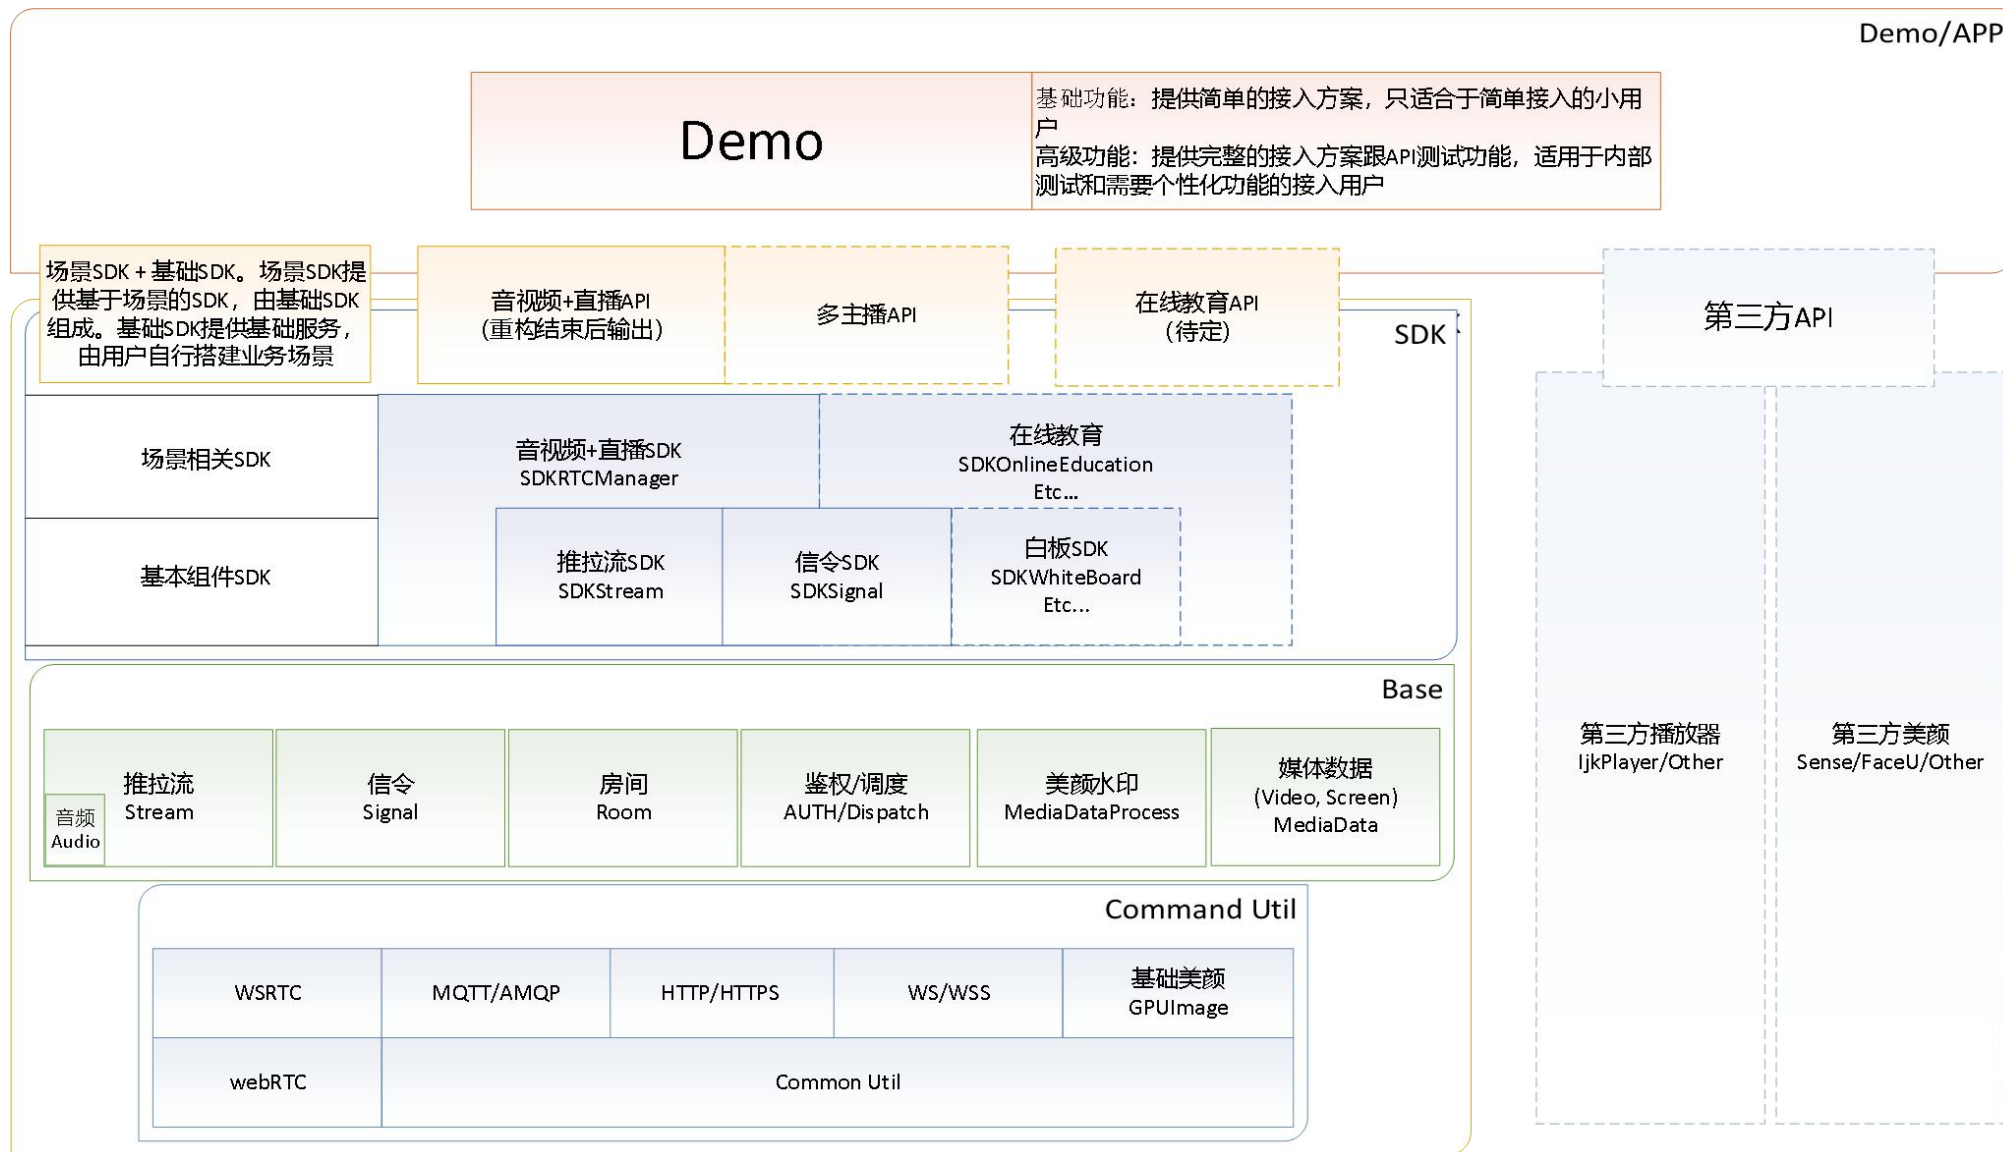 Demo/APP
Demo
基础功能：提供简单的接入方案，只适合于简单接入的小用
户
高级功能：提供完整的接入方案跟API测试功能，适用于内部
测试和需要个性化功能的接入用户
场景SDK + 基础SDK。场景SDK提
供基于场景的SDK，由基础SDK
组成。基础SDK提供基础服务，
由用户自行搭建业务场景
音视频+直播API
（重构结束后输出）
多主播API
在线教育API
（待定）
第三方API
SDK
场景相关SDK
音视频+直播SDK
SDKRTCManager
在线教育
SDKOnlineEducation
Etc...
基本组件SDK
推拉流SDK
SDKStream
信令SDK
SDKSignal
白板SDK
SDKWhiteBoard
Etc...
Base
推拉流
Stream
音频
Audio
信令
Signal
房间
Room
鉴权/调度
AUTH/Dispatch
美颜水印
MediaDataProcess
媒体数据
(Video, Screen)
MediaData
第三方播放器
IjkPlayer/Other
第三方美颜
Sense/FaceU/Other
Command Util
WSRTC
MQTT/AMQP
HTTP/HTTPS
WS/WSS
基础美颜
GPUImage
webRTC
Common Util